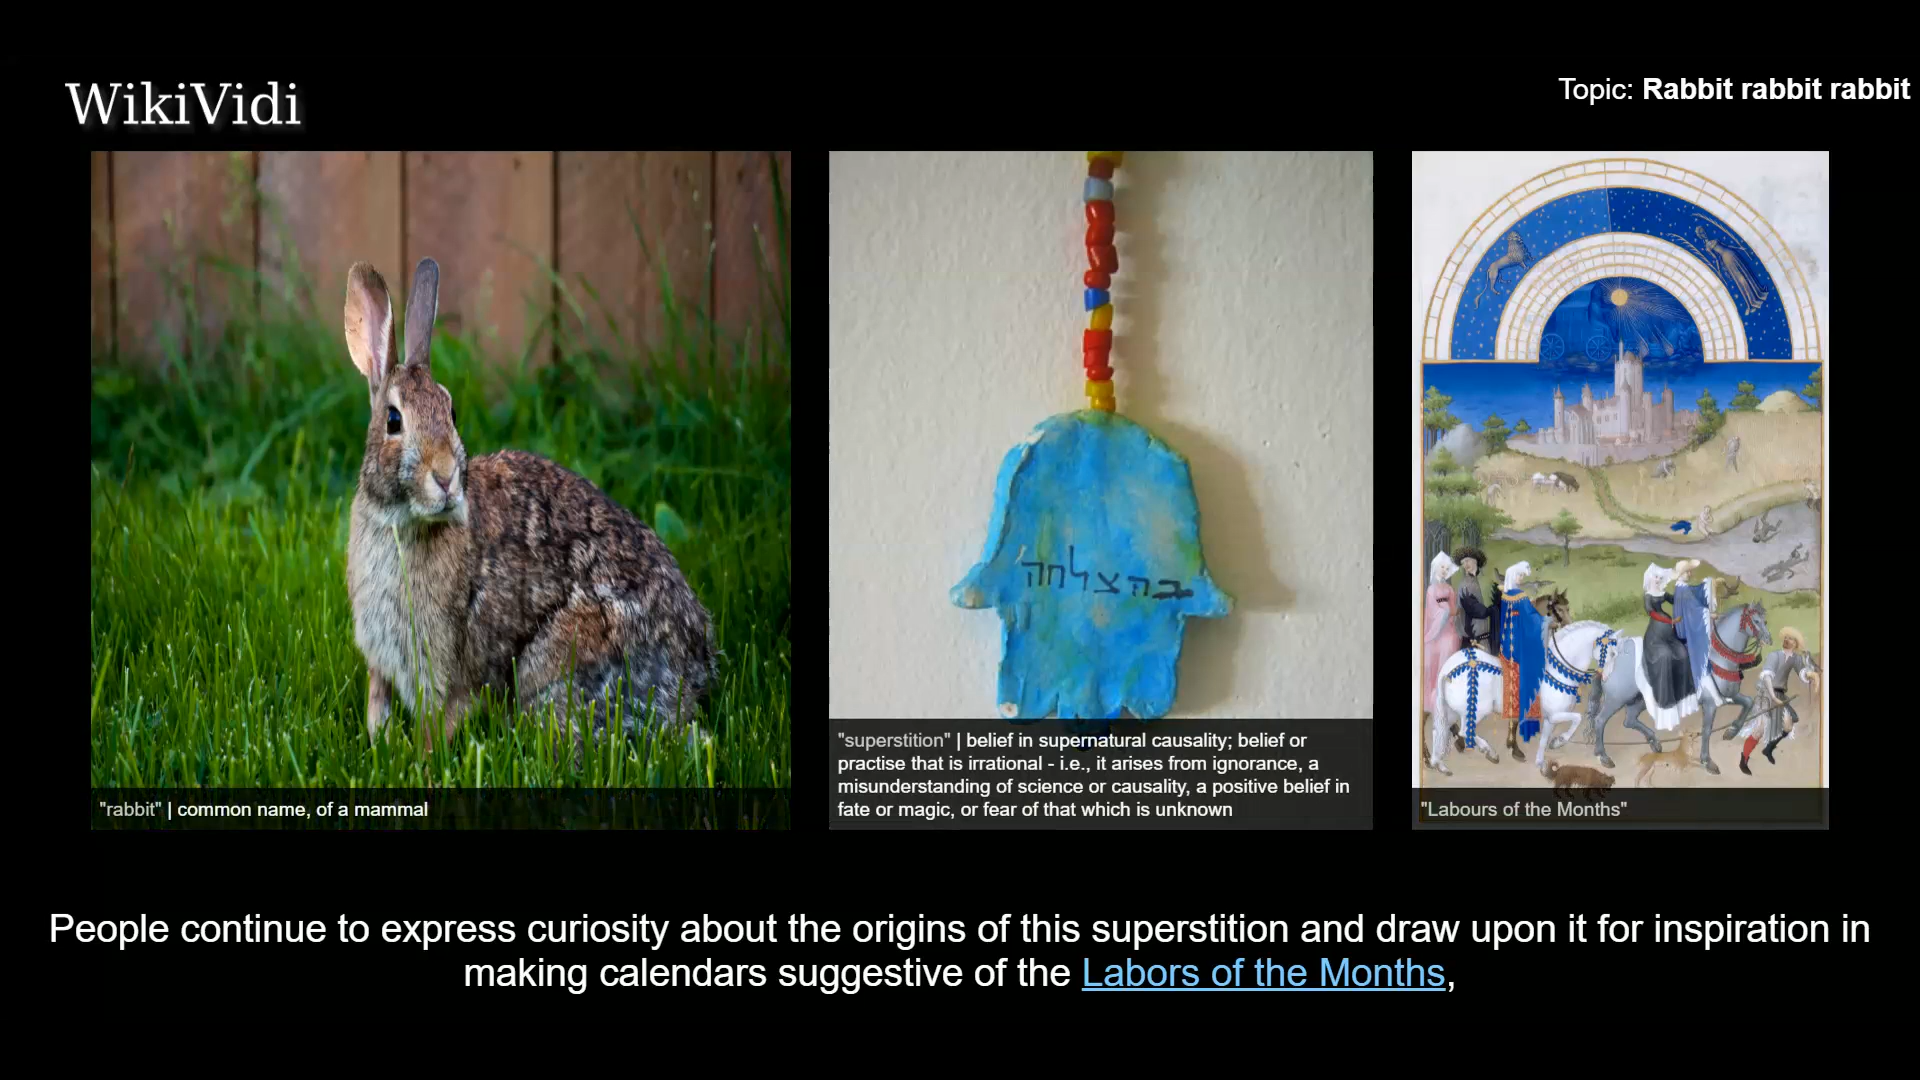 WikiVidi
Topic: Rabbit rabbit rabbit
בהצלחה
"rabbit" | common name, of a mammal
"superstition" | belief in supernatural causality; belief or
practise that is irrational - i.e., it arises from ignorance, a
misunderstanding of science or causality, a positive belief in
fate or magic, or fear of that which is unknown
"Labours of the Months"
People continue to express curiosity about the origins of this superstition and draw upon it for inspiration in
making calendars suggestive of the Labors of the Months,